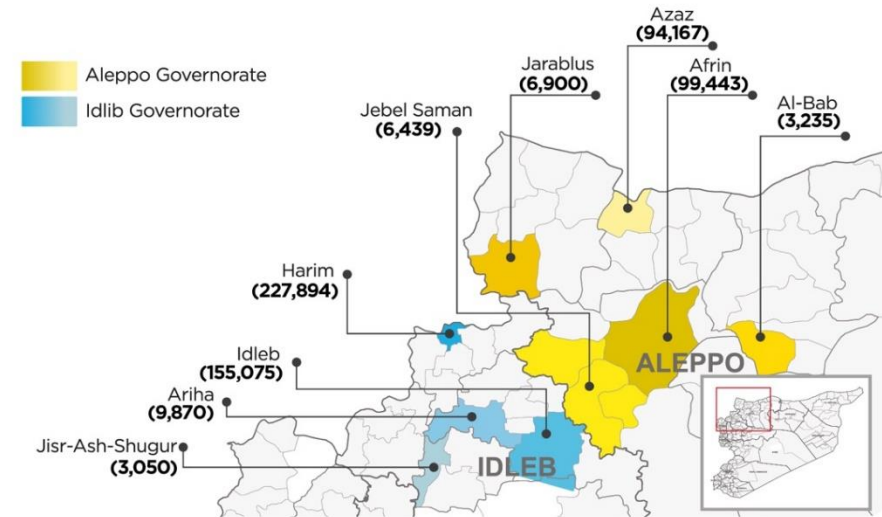 Aleppo Governorate
Idlib Governorate
Azaz
(94,167)
Jarablus
(6,900)
Afrin
(99,443)
Jebel Saman
(6,439)
Al-Bab
(3,235)
Harim
(227,894)
Idleb
(155,075)
Ariha
(9,870)
Jisr-Ash-Shugur
(3,050)
ALEPPO
IDLEB